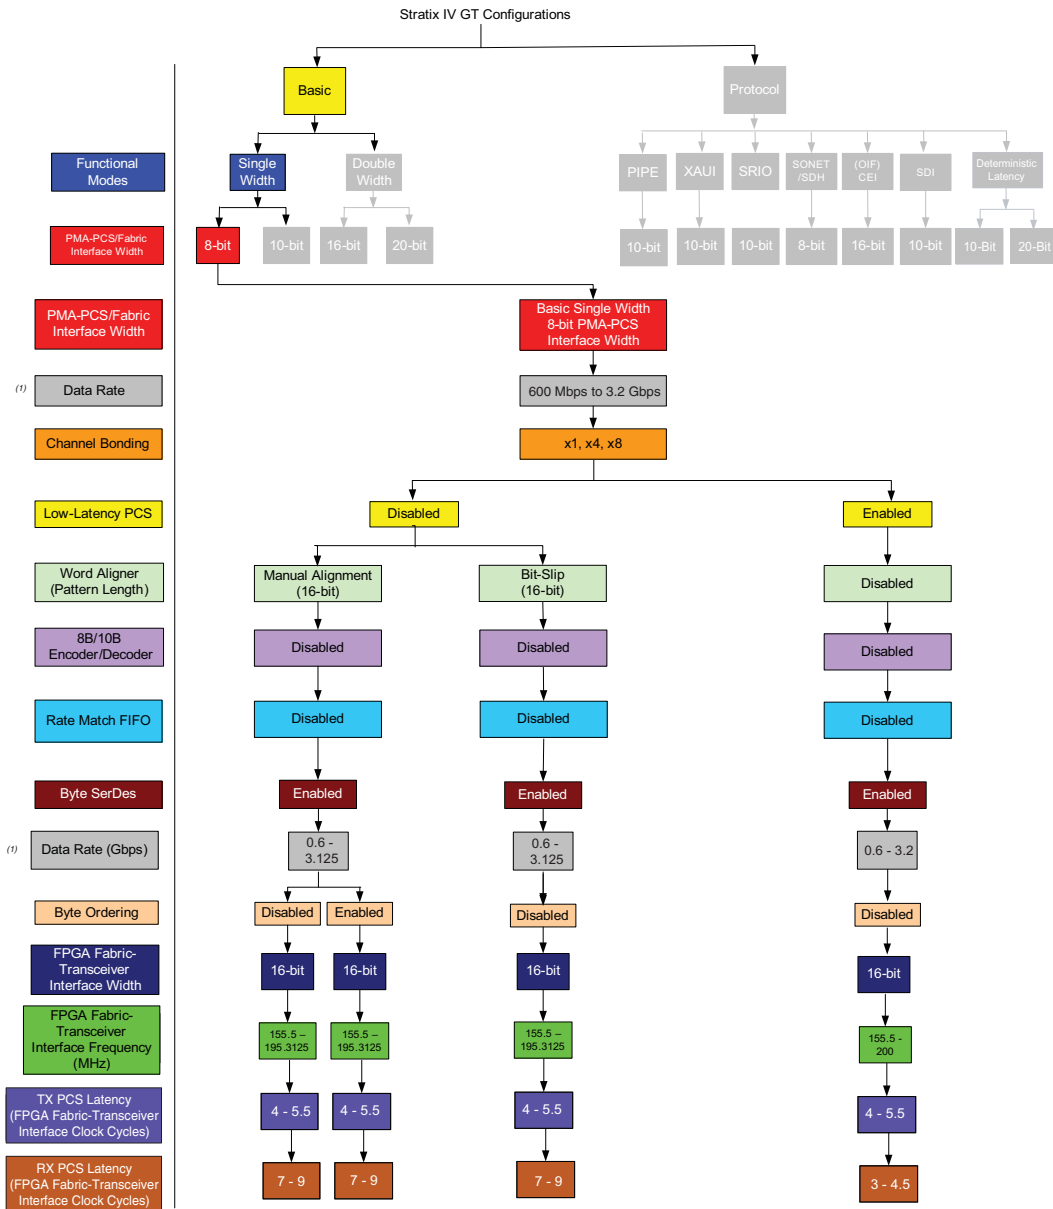 Stratix IV GT Configurations
Basic
Protocol
Functional
Modes
Single
Width
Double
Width
PIPE
XAUI
SRIO
SONET
/SDH
(OIF)
CEI
SDI
Deterministic
Latency
PMA-PCS/Fabric
Interface Width
8-bit
10-bit
16-bit
20-bit
10-bit
10-bit
10-bit
8-bit
16-bit
10-bit
10-Bit
20-Bit
PMA-PCS/Fabric
Interface Width
Basic Single Width
8-bit PMA-PCS
Interface Width
(1)
Data Rate
600 Mbps to 3.2 Gbps
Channel Bonding
x1, x4, x8
Low-Latency PCS
Disabled
Enabled
Word Aligner
(Pattern Length)
Manual Alignment
(16-bit)
Bit-Slip
(16-bit)
Disabled
8B/10B
Encoder/Decoder
Disabled
Disabled
Disabled
Rate Match FIFO
Disabled
Disabled
Disabled
Byte SerDes
Enabled
Enabled
Enabled
(1)
Data Rate (Gbps)
0.6 -
3.125
0.6 -
3.125
0.6 - 3.2
Byte Ordering
Disabled
Enabled
Disabled
Disabled
FPGA Fabric-
Transceiver
Interface Width
16-bit
16-bit
16-bit
16-bit
FPGA Fabric-
Transceiver
Interface Frequency
(MHz)
155.5 –
195.3125
155.5 –
195.3125
155.5 –
195.3125
155.5 -
200
TX PCS Latency
(FPGA Fabric-Transceiver
Interface Clock Cycles)
4 - 5.5
4 - 5.5
4 - 5.5
4 - 5.5
RX PCS Latency
(FPGA Fabric-Transceiver
Interface Clock Cycles)
7 - 9
7 - 9
7 - 9
3 - 4.5